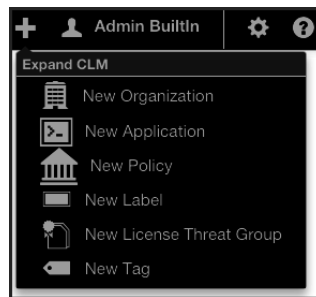 Admin BuiltIn
Expand CLM
New Organization
New Application
New Policy
New Label
New License Threat Group
New Tag